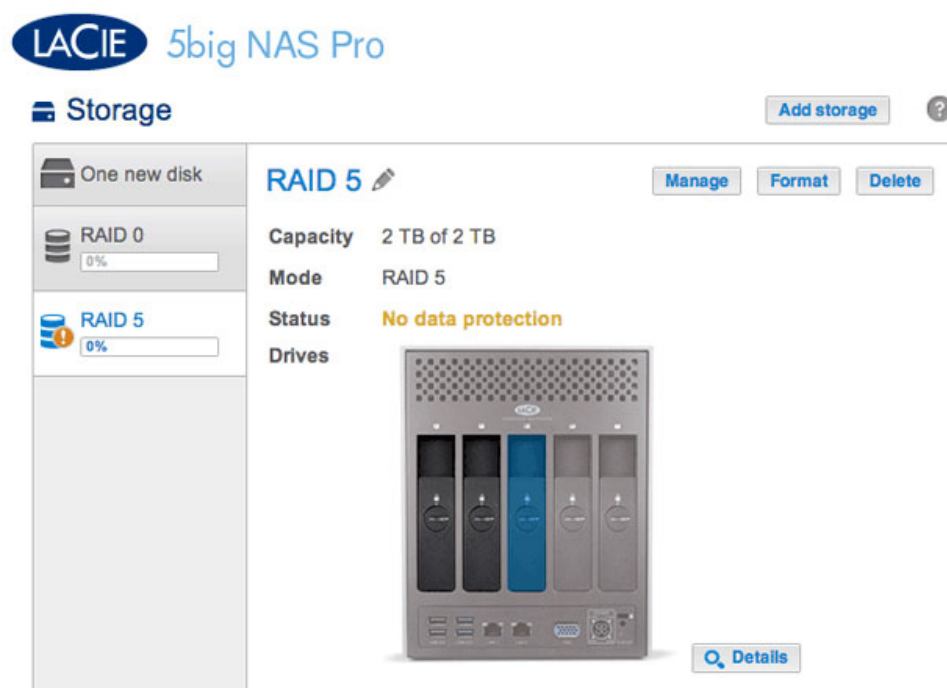 LACIE 5big NAS Pro
Storage
Add storage
?
One new disk
RAID 0
0%
RAID 5
0%
RAID 5
Manage
Format
Delete
Capacity 2 TB of 2 TB
Mode RAID 5
Status No data protection
Drives
LACIE
Details